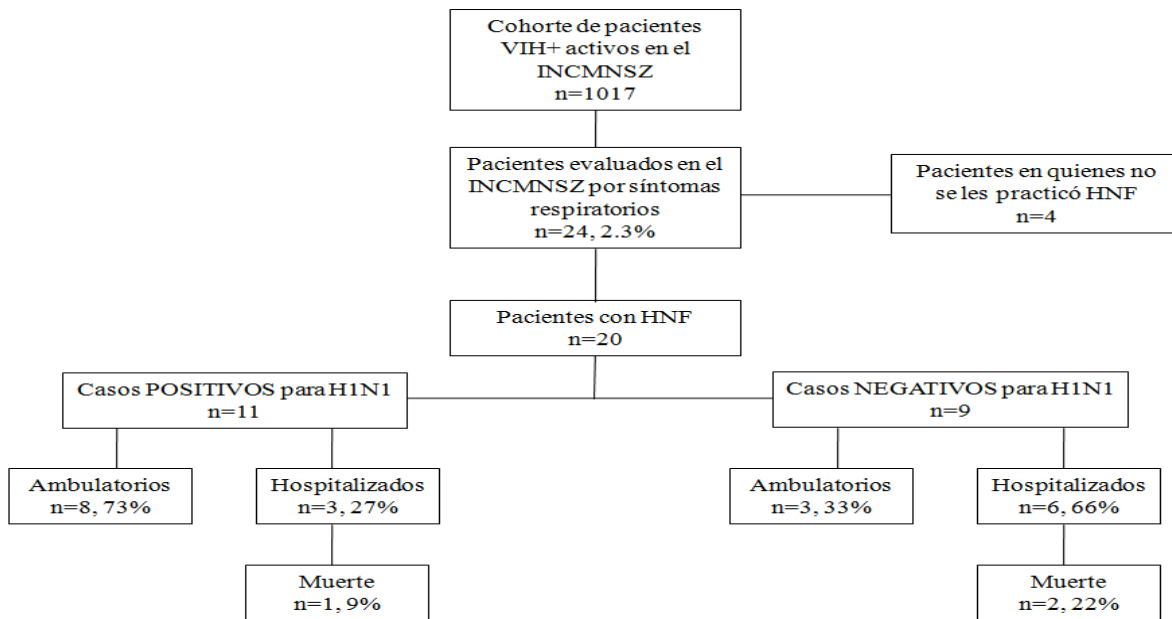 Cohorte de pacientes
VIH+ activos en el
INCMNSZ
n=1017
Pacientes evaluados en el
INCMNSZ por síntomas
respiratorios
n=24, 2.3%
Pacientes en quienes no
se les practicó HNF
n=4
Pacientes con HNF
n=20
Casos POSITIVOS para H1N1
n=11
Casos NEGATIVOS para H1N1
n=9
Ambulatorios
n=8, 73%
Hospitalizados
n=3, 27%
Ambulatorios
n=3, 33%
Hospitalizados
n=6, 66%
Muerte
n=1, 9%
Muerte
n=2, 22%